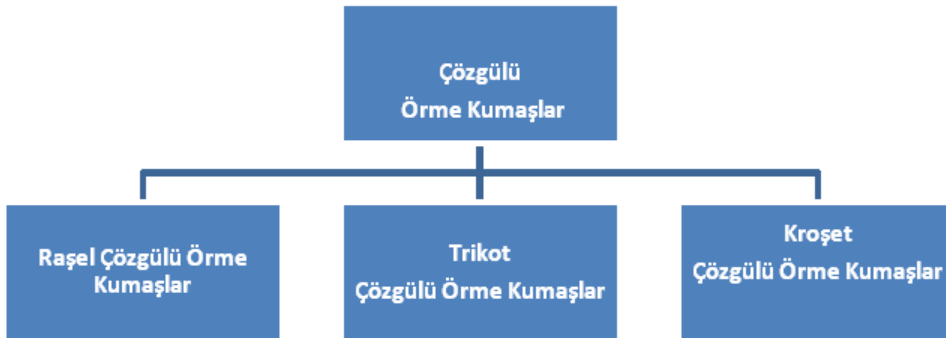 Çözgülü
Örme Kumaşlar
Raşel Çözgülü Örme
Kumaşlar
Trikot
Çözgülü Örme Kumaşlar
Kroşet
Çözgülü Örme Kumaşlar